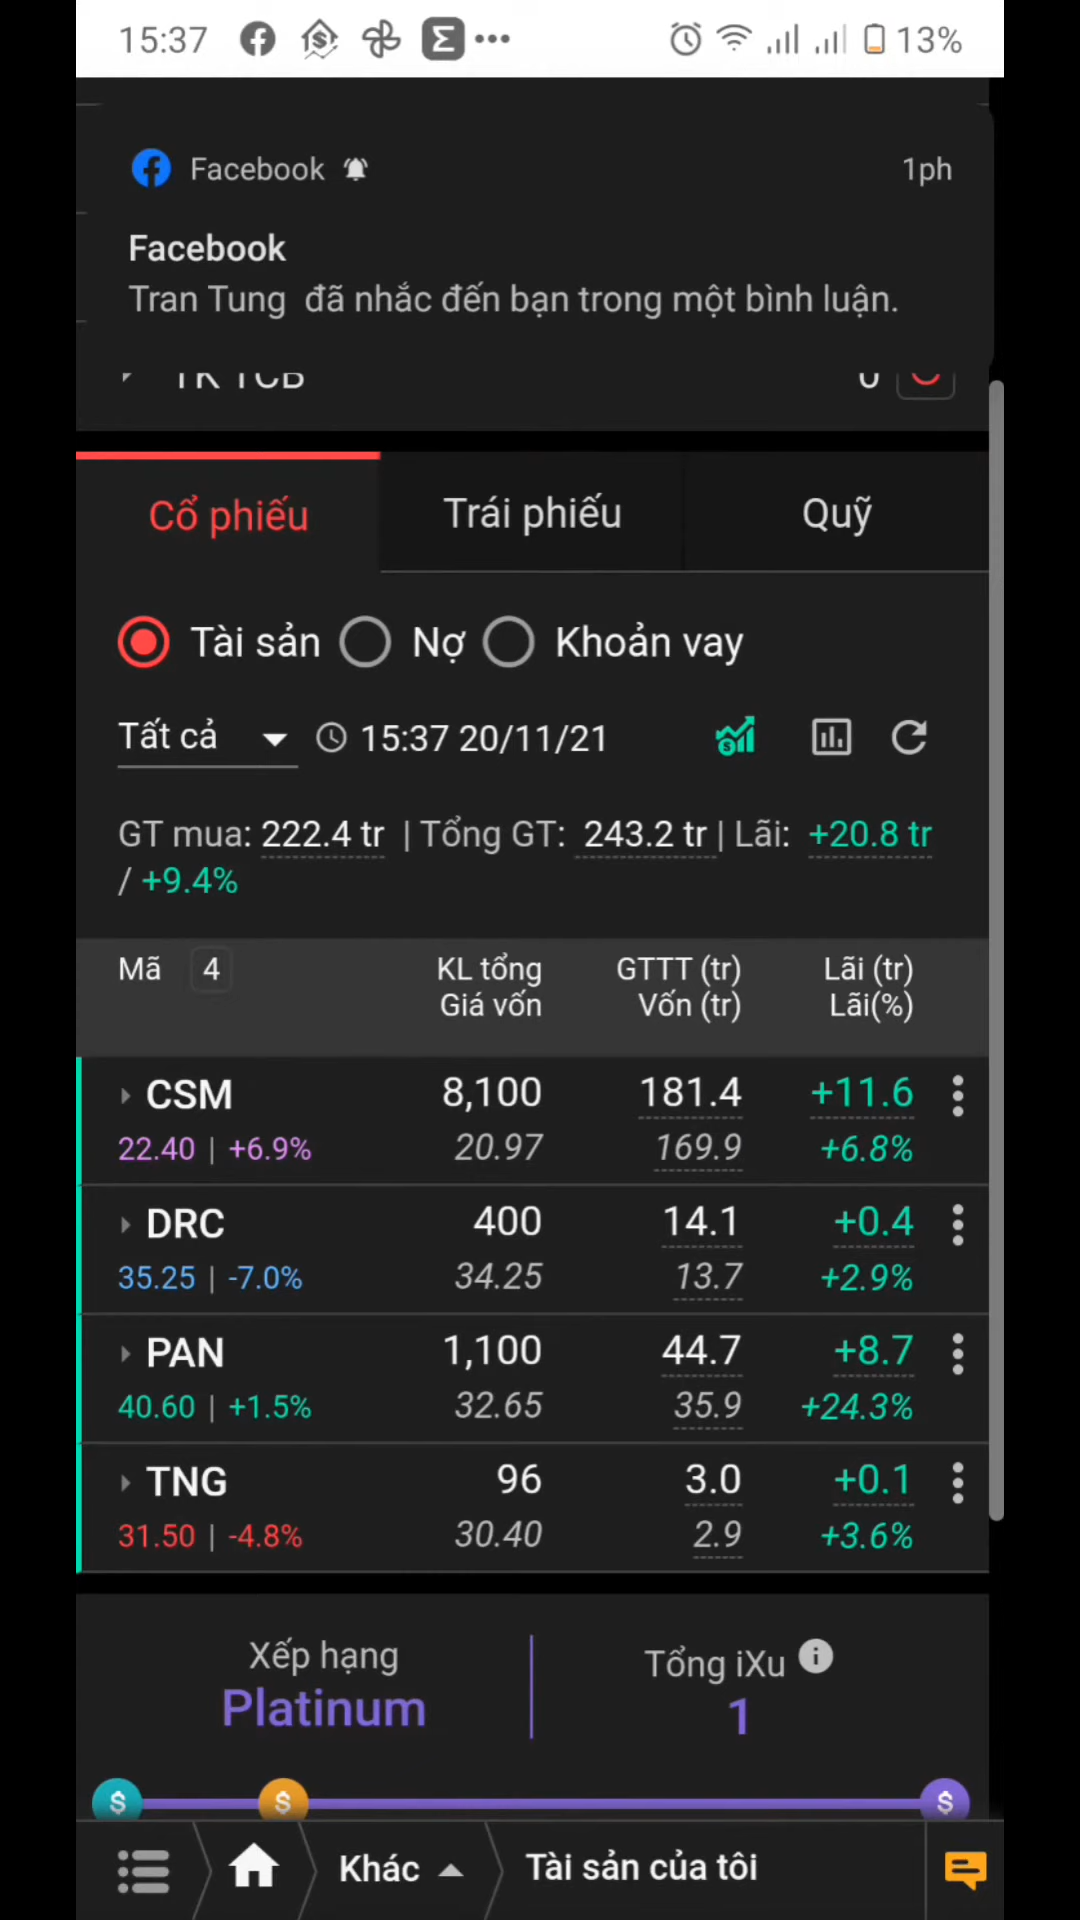 15:37 13%
Facebook 1ph
Facebook
Tran Tung đã nhắc đến bạn trong một bình luận.
TK TCB 0
Cổ phiếu Trái phiếu Quỹ
Tài sản Nợ Khoản vay
Tất cả 15:37 20/11/21
GT mua: 222.4 tr | Tổng GT: 243.2 tr | Lãi: +20.8 tr
/ +9.4%
Mã 4 KL tổng GTTT (tr) Lãi (tr)
Giá vốn Vốn (tr) Lãi(%)
CSM 8,100 181.4 +11.6
22.40 | +6.9% 20.97 169.9 +6.8%
DRC 400 14.1 +0.4
35.25 | -7.0% 34.25 13.7 +2.9%
PAN 1,100 44.7 +8.7
40.60 | +1.5% 32.65 35.9 +24.3%
TNG 96 3.0 +0.1
31.50 | -4.8% 30.40 2.9 +3.6%
Xếp hạng Tổng iXu
Platinum 1
Khác Tài sản của tôi